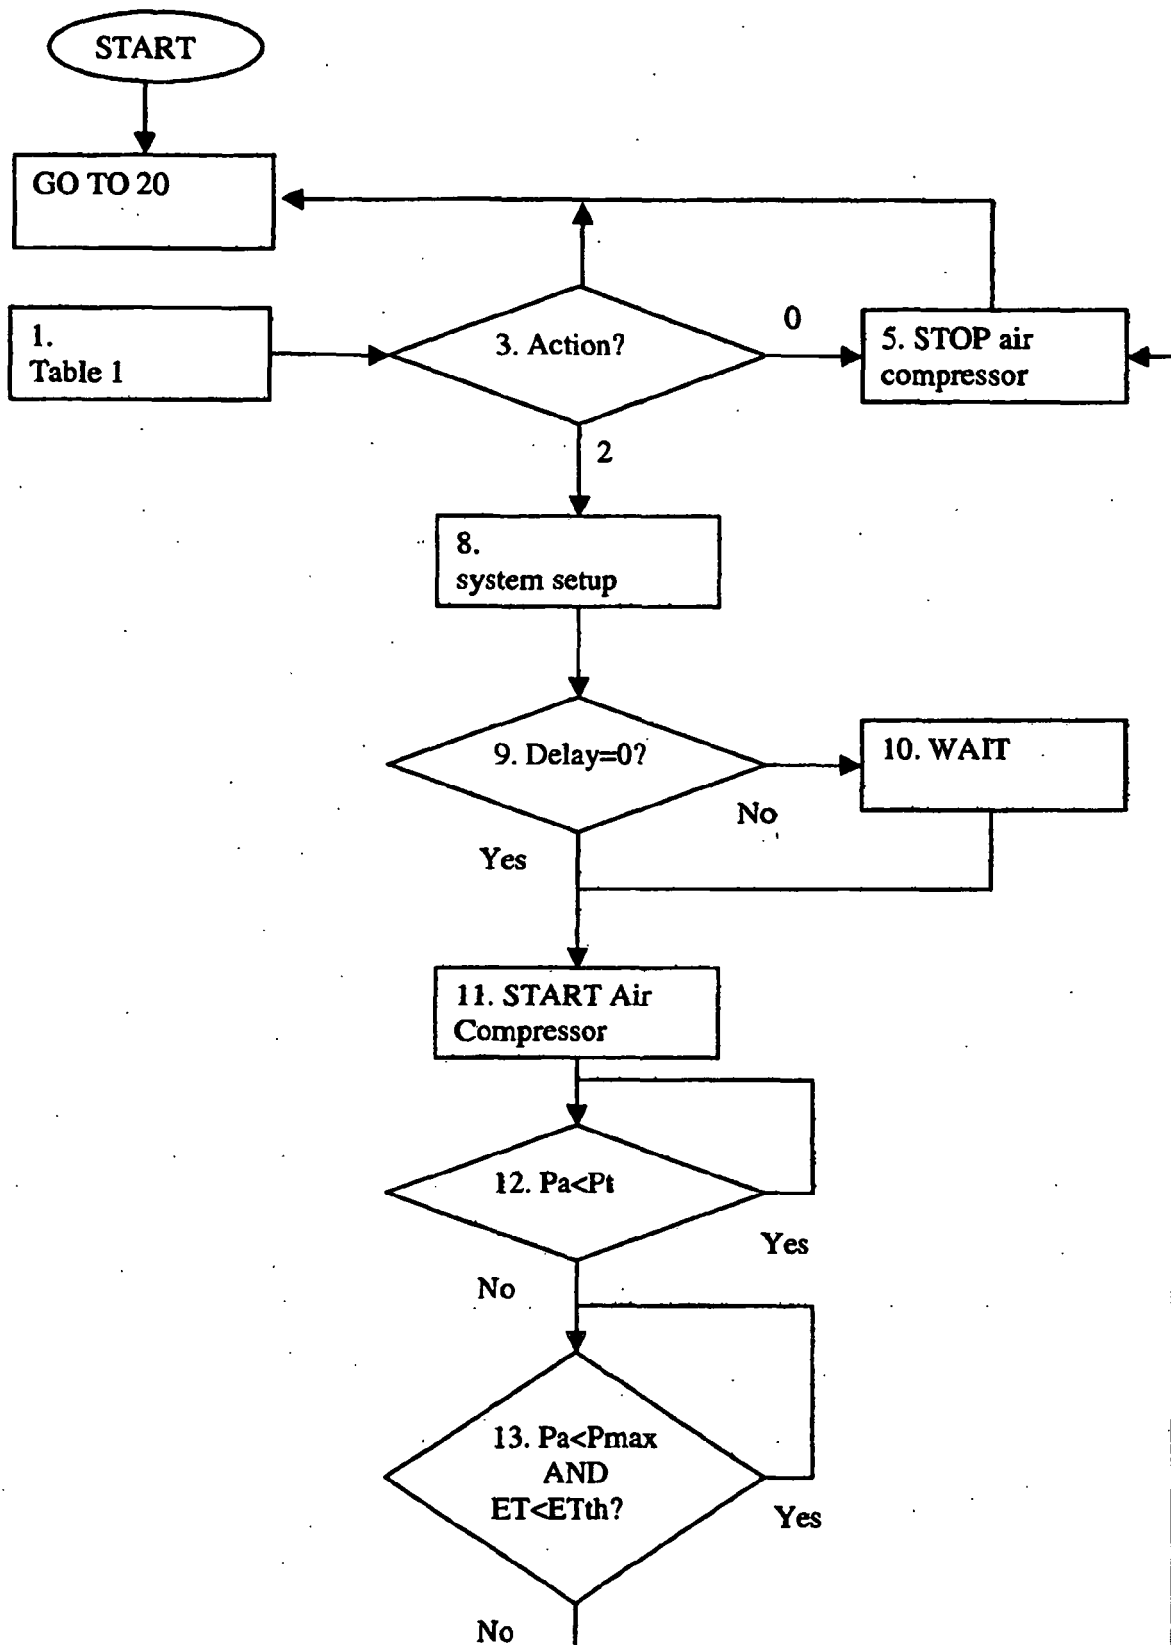 START
GO TO 20
1.
Table 1
3. Action?
0
5. STOP air
compressor
2
8.
system setup
9. Delay=0?
No
10. WAIT
Yes
11. START Air
Compressor
12. Pa<Pt
Yes
No
13. Pa<Pmax
AND
ET<ETth?
Yes
No